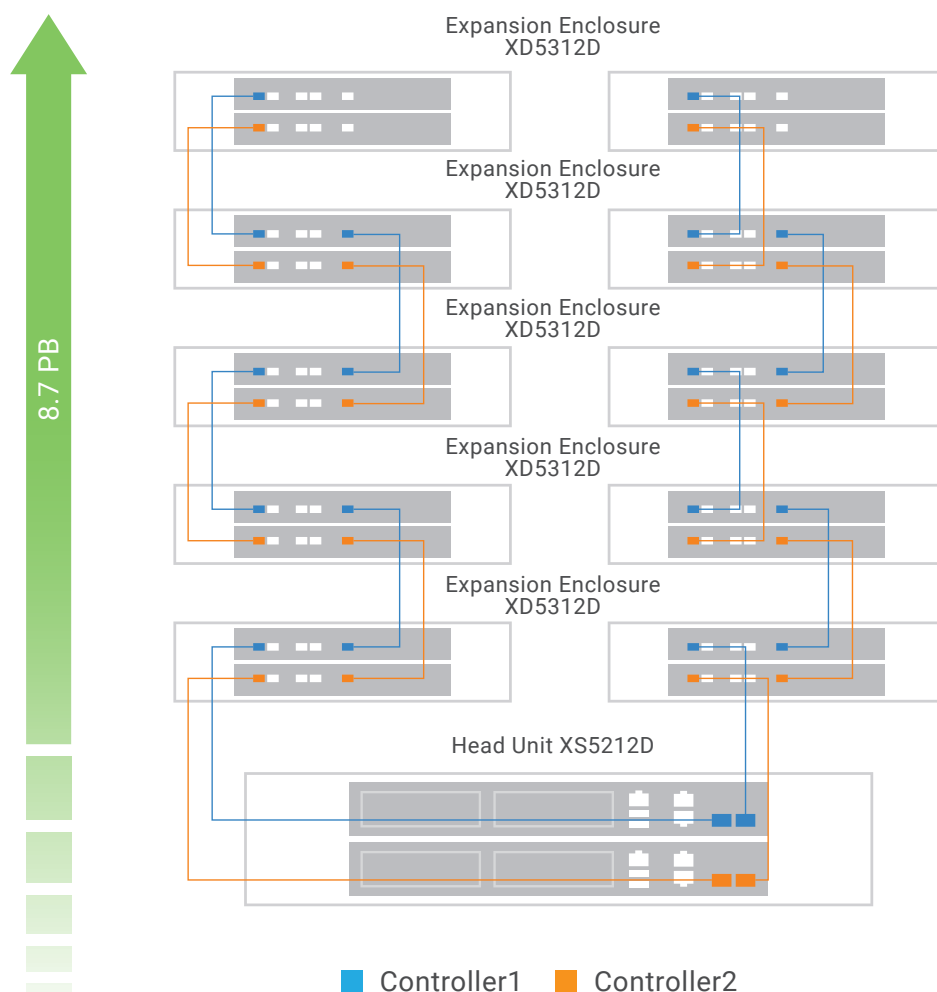 Expansion Enclosure
XD5312D
Expansion Enclosure
XD5312D
Expansion Enclosure
XD5312D
Expansion Enclosure
XD5312D
Expansion Enclosure
XD5312D
8.7 PB
Head Unit XS5212D
Controller1
Controller2